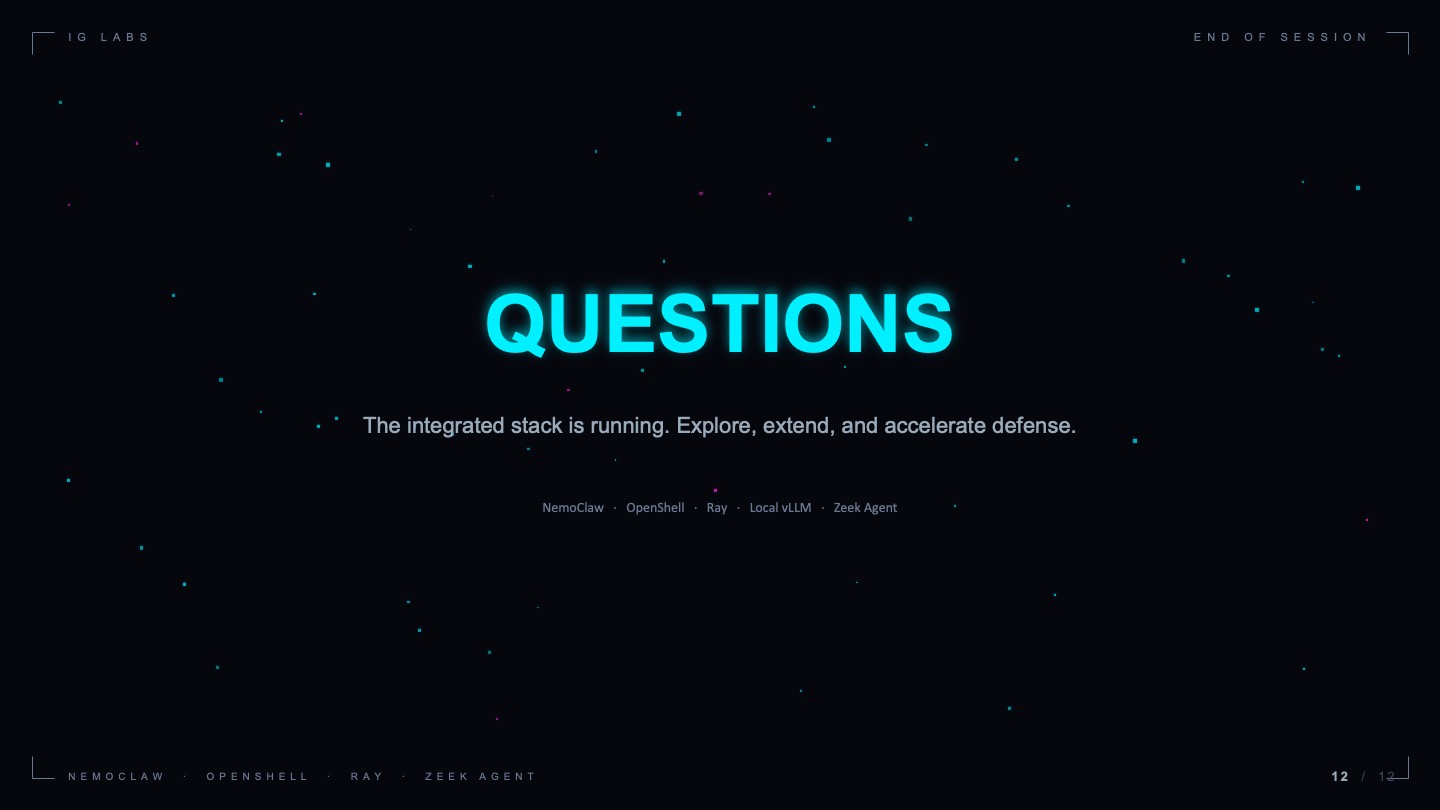 IG LABS
END OF SESSION
QUESTIONS
The integrated stack is running. Explore, extend, and accelerate defense.
NemoClaw · OpenShell · Ray · Local vLLM · Zeek Agent
NEMOCLAW · OPENSHELL · RAY · ZEEK AGENT
12 / 12